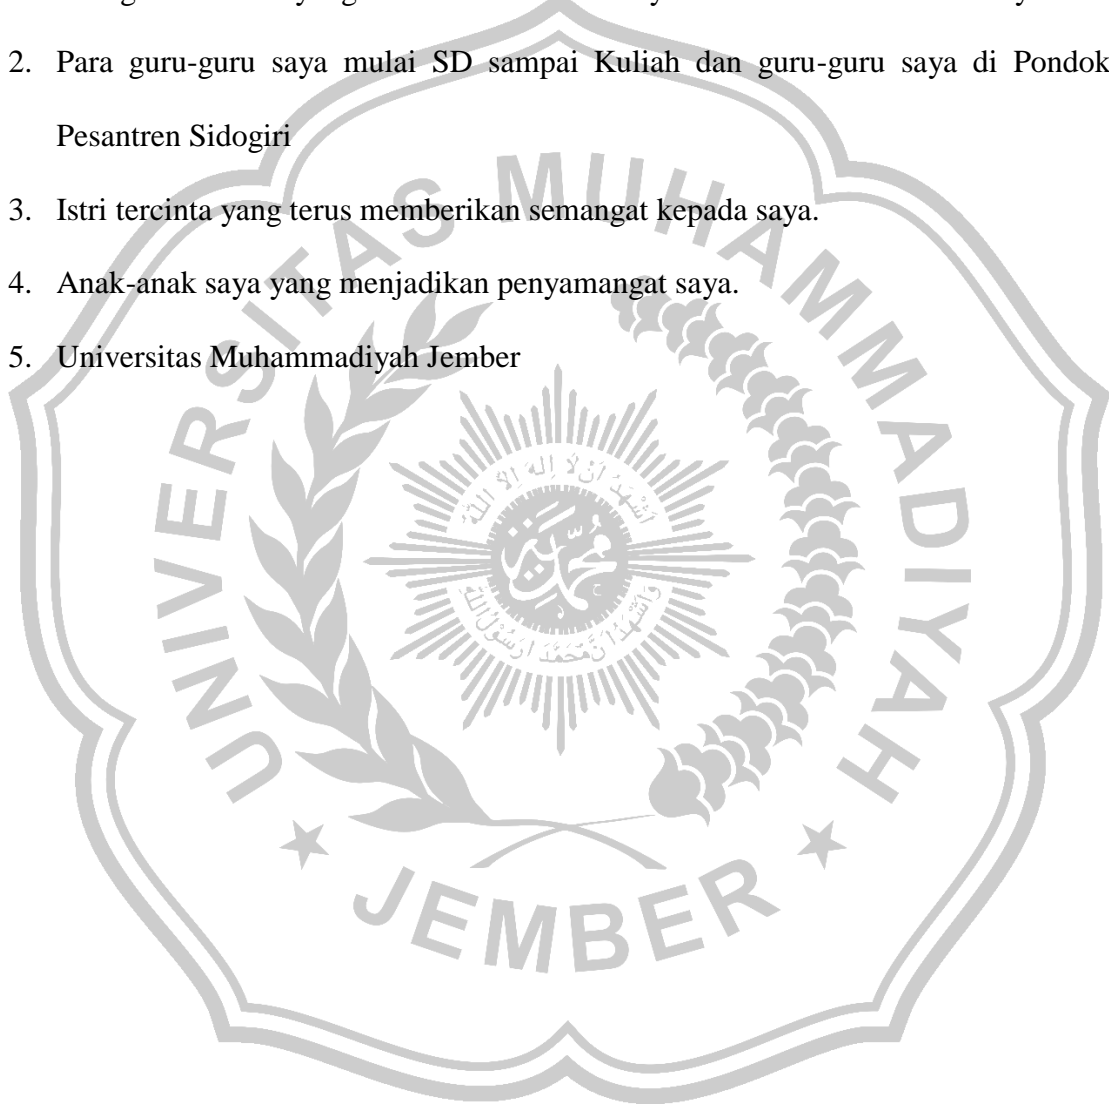 2. Para guru-guru saya mulai SD sampai Kuliah dan guru-guru saya di Pondok
Pesantren Sidogiri
3. Istri tercinta yang terus memberikan semangat kepada saya.
4. Anak-anak saya yang menjadikan penyamangat saya.
5. Universitas Muhammadiyah Jember
UNIVERSITAS MUHAMMADIYAH
JEMBER